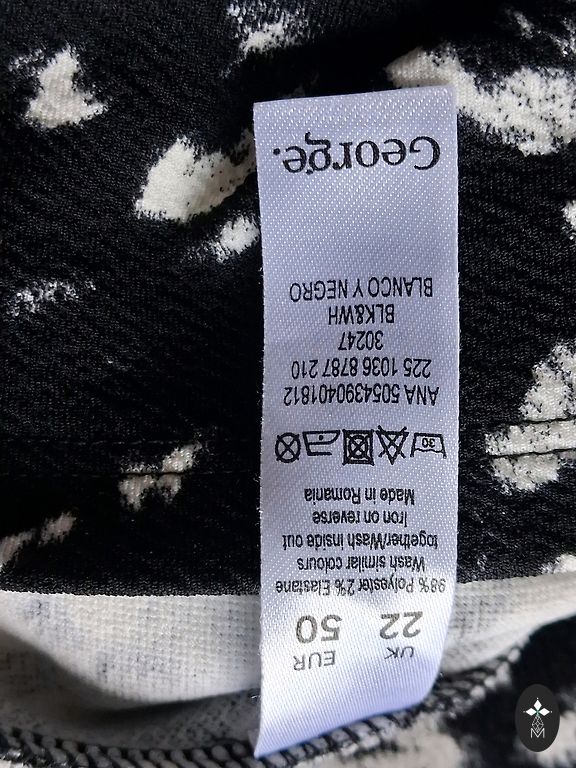 UK EUR
22 50
98% Polyester 2% Elastane
Wash similar colours
together/Wash inside out
Iron on reverse
Made in Romania
30
ANA 5054390401812
225 1036 8787 210
30247
BLK&WH
BLANCO Y NEGRO
George.
M